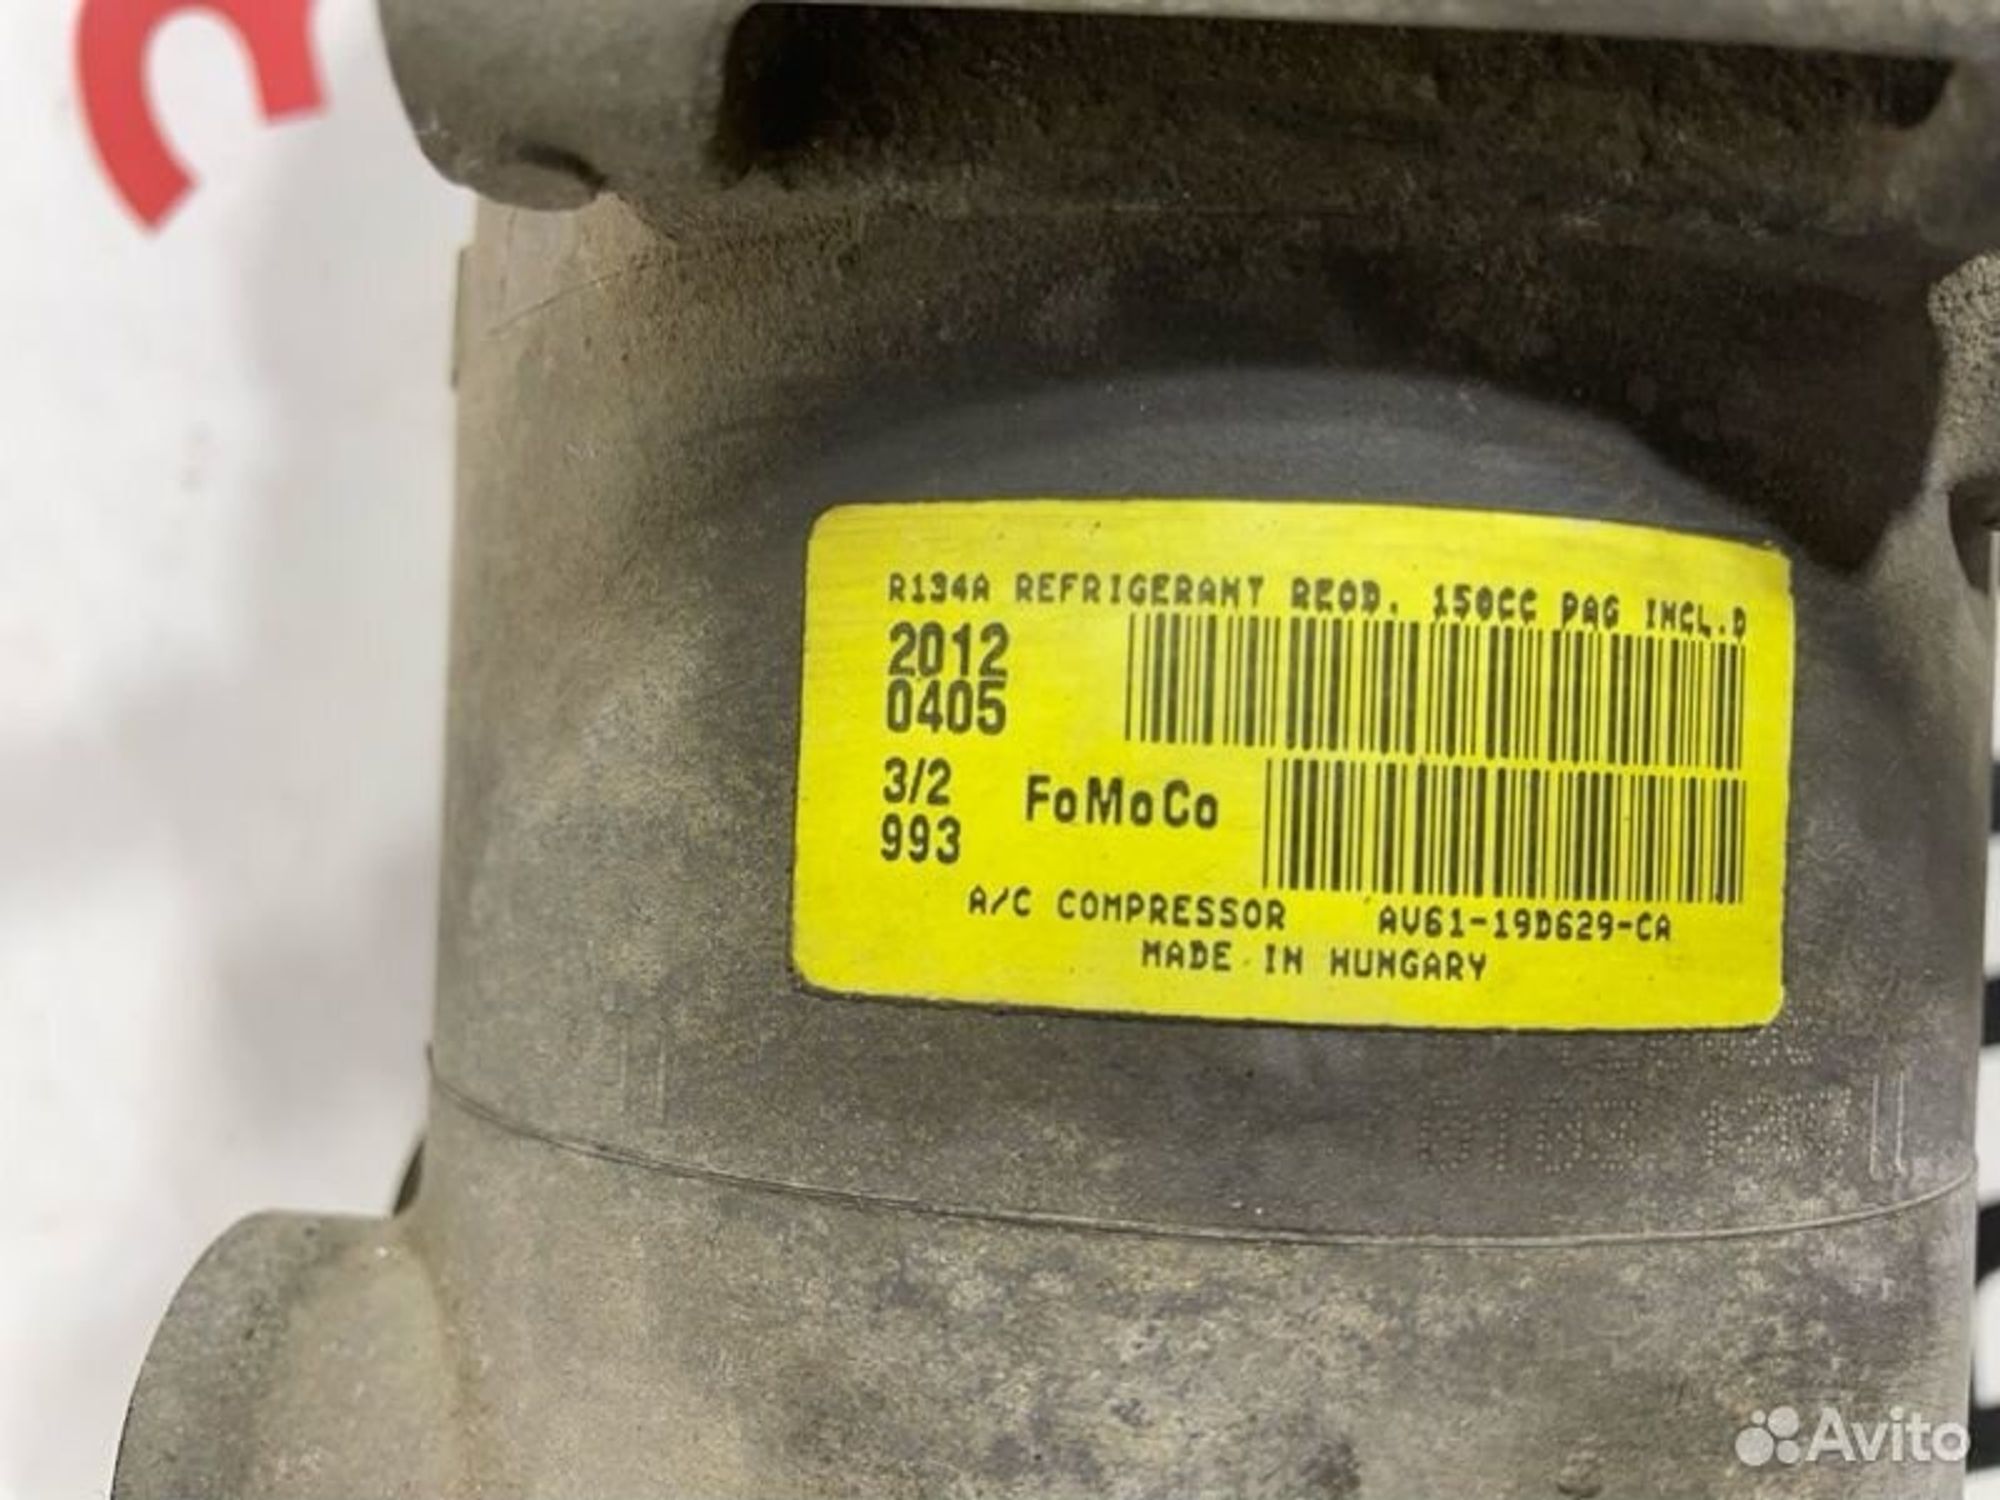 R134A REFRIGERANT REQD. 150CC PAG INCL.D
2012
0405
3/2
993
FoMoCo
A/C COMPRESSOR AV61-19D629-CA
MADE IN HUNGARY
Avito